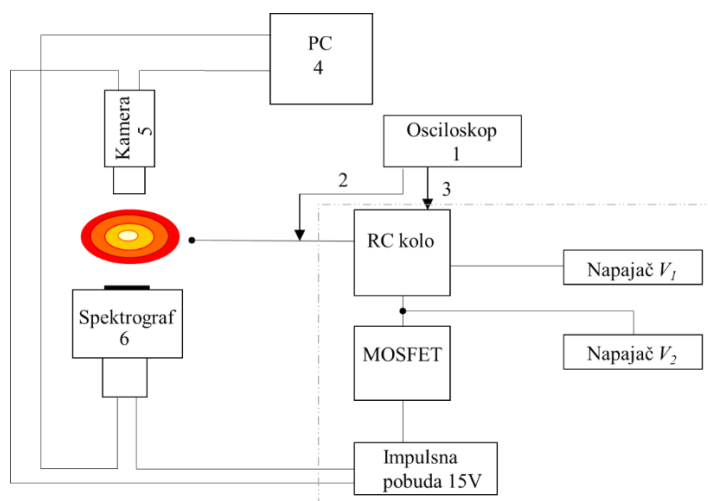 PC
4
Kamera
5
Osciloskop
1
2
3
RC kolo
Napajač V₁
Spektrograf
6
MOSFET
Napajač V₂
Impulsna
pobuda 15V